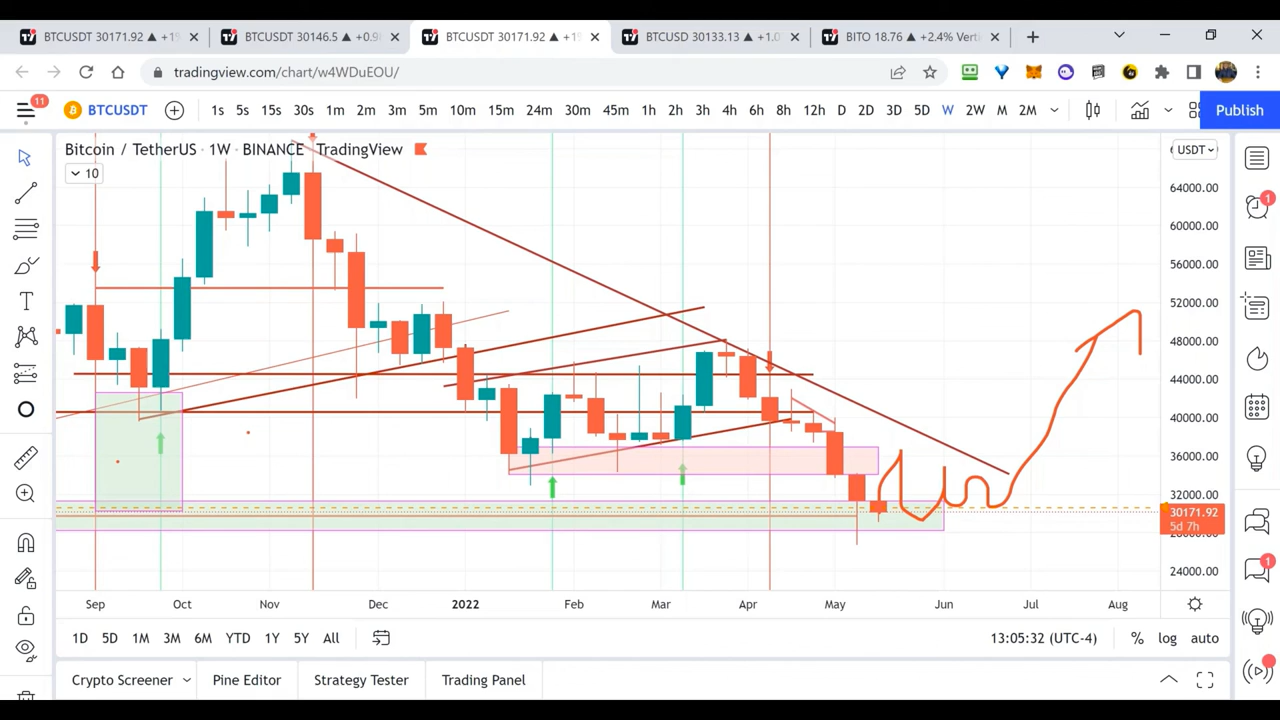 BTCUSDT 30171.92 ▲ +1%
BTCUSDT 30146.5 ▲ +0.9
BTCUSDT 30171.92 ▲ +1%
BTCUSD 30133.13 ▲ +1.0
BITO 18.76 ▲ +2.4% Verti
tradingview.com/chart/w4WDuEOU/
11
BTCUSDT
1s 5s 15s 30s 1m 2m 3m 5m 10m 15m 24m 30m 45m 1h 2h 3h 4h 6h 8h 12h D 2D 3D 5D W 2W M 2M
Publish
Bitcoin / TetherUS · 1W · BINANCE TradingView
10
USDT
64000.00
60000.00
56000.00
52000.00
48000.00
44000.00
40000.00
36000.00
32000.00
30171.92
5d 7h
24000.00
1
1
Sep Oct Nov Dec 2022 Feb Mar Apr May Jun Jul Aug
1D 5D 1M 3M 6M YTD 1Y 5Y All
13:05:32 (UTC-4) % log auto
Crypto Screener Pine Editor Strategy Tester Trading Panel